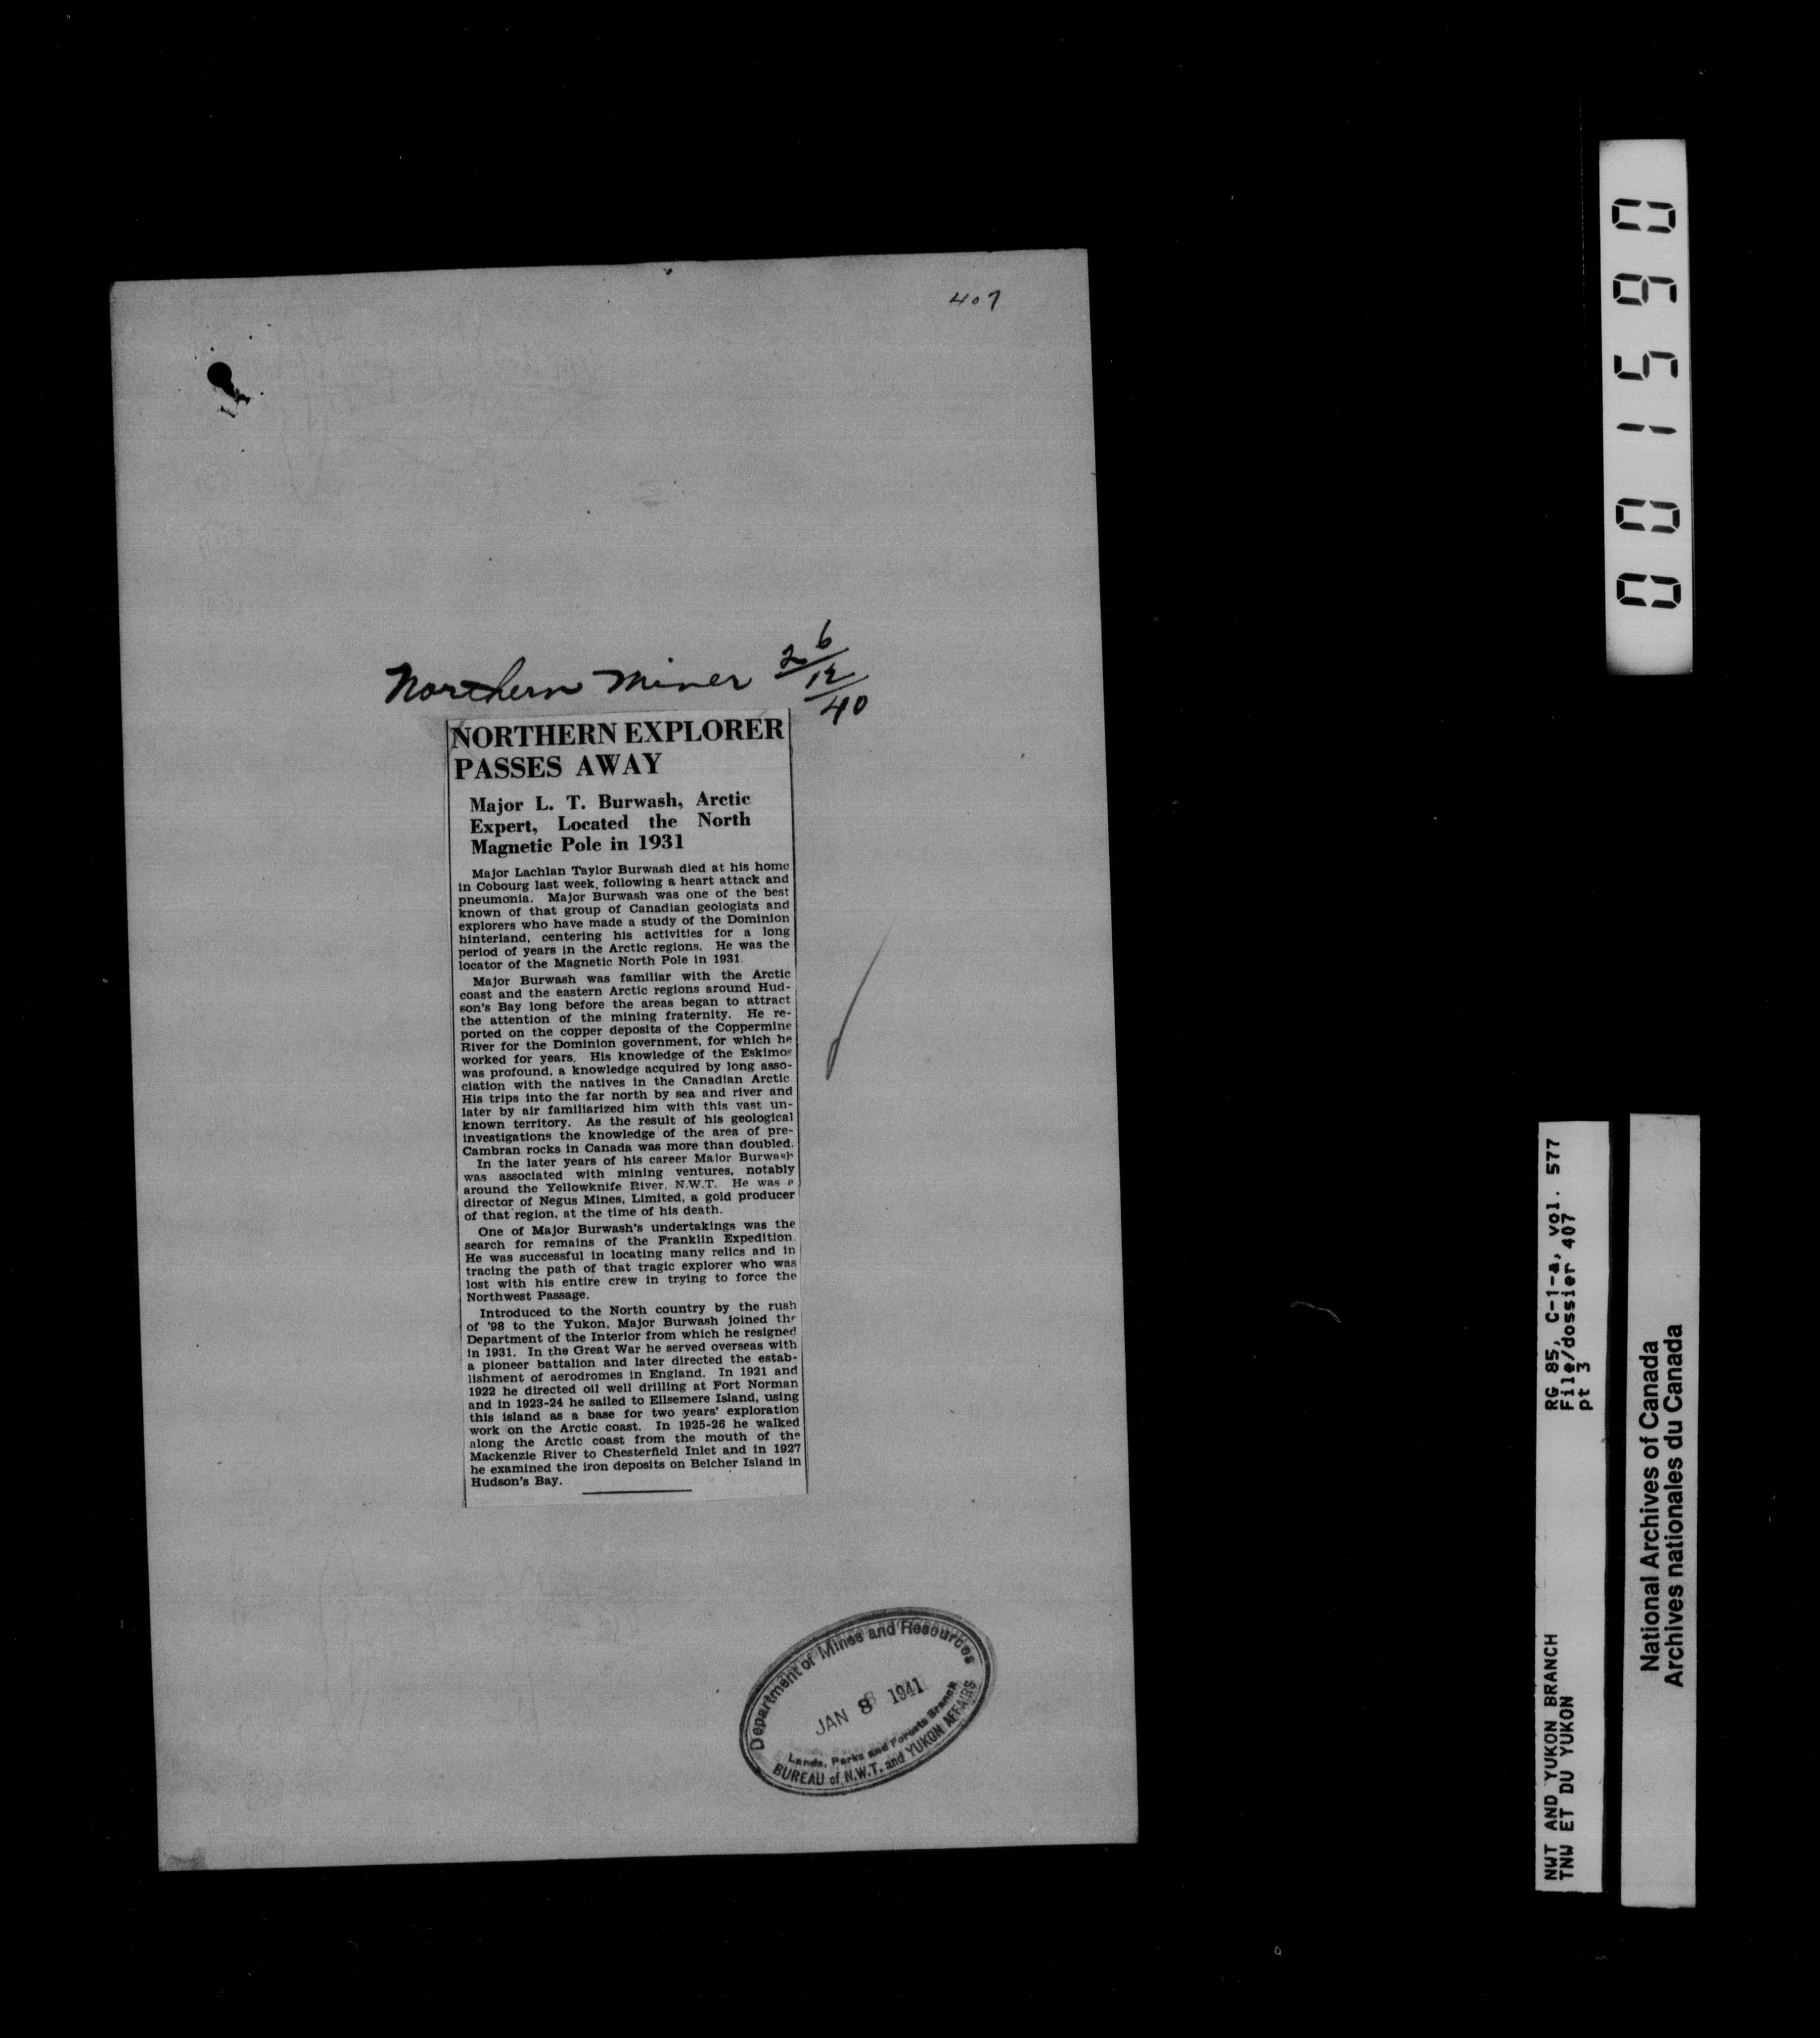 407
Northern Miner 26/12/40
NORTHERN EXPLORER
PASSES AWAY
Major L. T. Burwash, Arctic
Expert, Located the North
Magnetic Pole in 1931
Major Lachlan Taylor Burwash died at his home
in Cobourg last week, following a heart attack and
pneumonia. Major Burwash was one of the best
known of that group of Canadian geologists and
explorers who have made a study of the Dominion
hinterland, centering his activities for a long
period of years in the Arctic regions. He was the
locator of the Magnetic North Pole in 1931.
Major Burwash was familiar with the Arctic
coast and the eastern Arctic regions around Hud-
son's Bay long before the areas began to attract
the attention of the mining fraternity. He re-
ported on the copper deposits of the Coppermine
River for the Dominion government, for which he
worked for years. His knowledge of the Eskimos
was profound, a knowledge acquired by long asso-
ciation with the natives in the Canadian Arctic
His trips into the far north by sea and river and
later by air familiarized him with this vast un-
known territory. As the result of his geological
investigations the knowledge of the area of pre-
Cambran rocks in Canada was more than doubled.
In the later years of his career Major Burwash
was associated with mining ventures, notably
around the Yellowknife River, N.W.T. He was a
director of Negus Mines, Limited, a gold producer
of that region, at the time of his death.
One of Major Burwash's undertakings was the
search for remains of the Franklin Expedition.
He was successful in locating many relics and in
tracing the path of that tragic explorer who was
lost with his entire crew in trying to force the
Northwest Passage.
Introduced to the North country by the rush
of '98 to the Yukon, Major Burwash joined the
Department of the Interior from which he resigned
in 1931. In the Great War he served overseas with
a pioneer battalion and later directed the estab-
lishment of aerodromes in England. In 1921 and
1922 he directed oil well drilling at Fort Norman
and in 1923-24 he sailed to Ellsemere Island, using
this island as a base for two years' exploration
work on the Arctic coast. In 1925-26 he walked
along the Arctic coast from the mouth of the
Mackenzie River to Chesterfield Inlet and in 1927
he examined the iron deposits on Belcher Island in
Hudson's Bay.
Department of Mines and Resources
JAN 8 1941
Lands, Parks and Forests Branch
BUREAU of N.W.T. and YUKON AFFAIRS
001590
RG 85, C-1-a, vol. 577
File/dossier 407
pt 3
NWT AND YUKON BRANCH
TNW ET DU YUKON
National Archives of Canada
Archives nationales du Canada